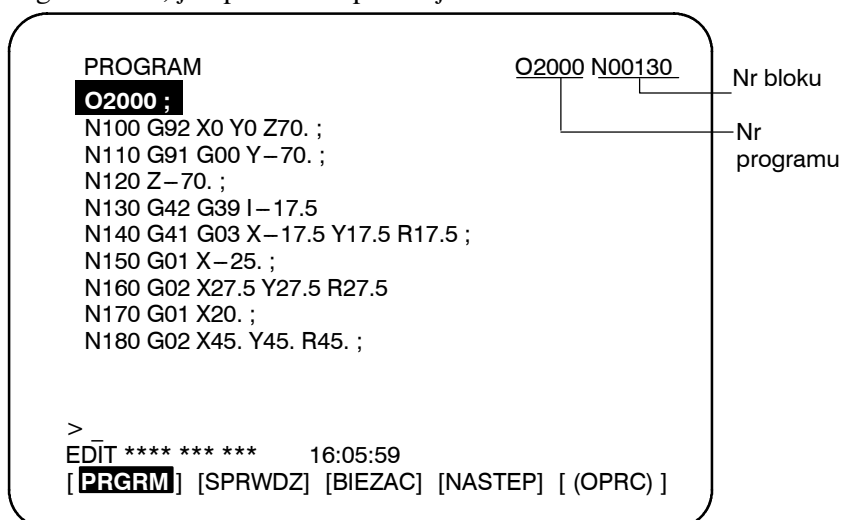 PROGRAM O2000 N00130
Nr bloku
O2000 ;
N100 G92 X0 Y0 Z70. ;
Nr
programu
N110 G91 G00 Y−70. ;
N120 Z−70. ;
N130 G42 G39 I−17.5
N140 G41 G03 X−17.5 Y17.5 R17.5 ;
N150 G01 X−25. ;
N160 G02 X27.5 Y27.5 R27.5
N170 G01 X20. ;
N180 G02 X45. Y45. R45. ;
> _
EDIT **** *** *** 16:05:59
[ PRGRM ] [SPRWDZ] [BIEZAC] [NASTEP] [ (OPRC) ]